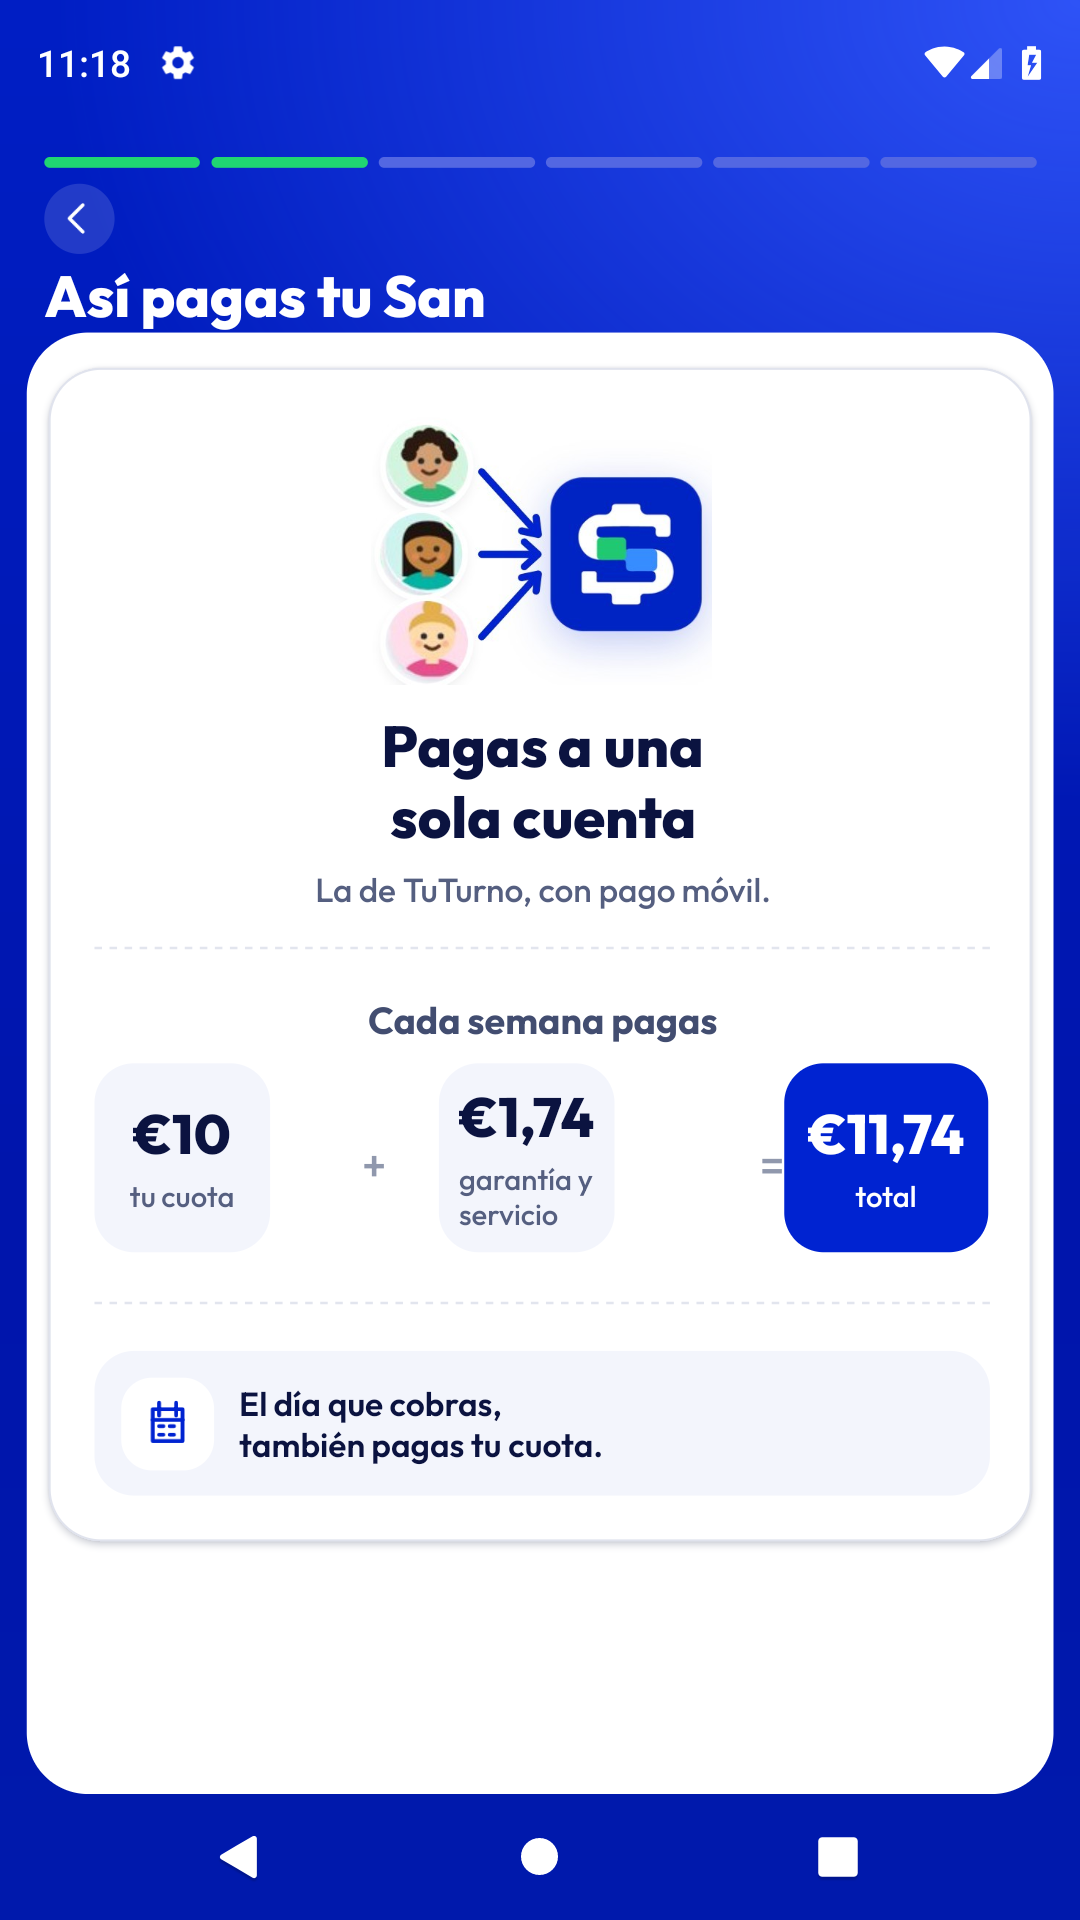 11:18
Así pagas tu San
Pagas a una
sola cuenta
La de TuTurno, con pago móvil.
Cada semana pagas
€10
tu cuota
+
€1,74
garantía y
servicio
=
€11,74
total
El día que cobras,
también pagas tu cuota.